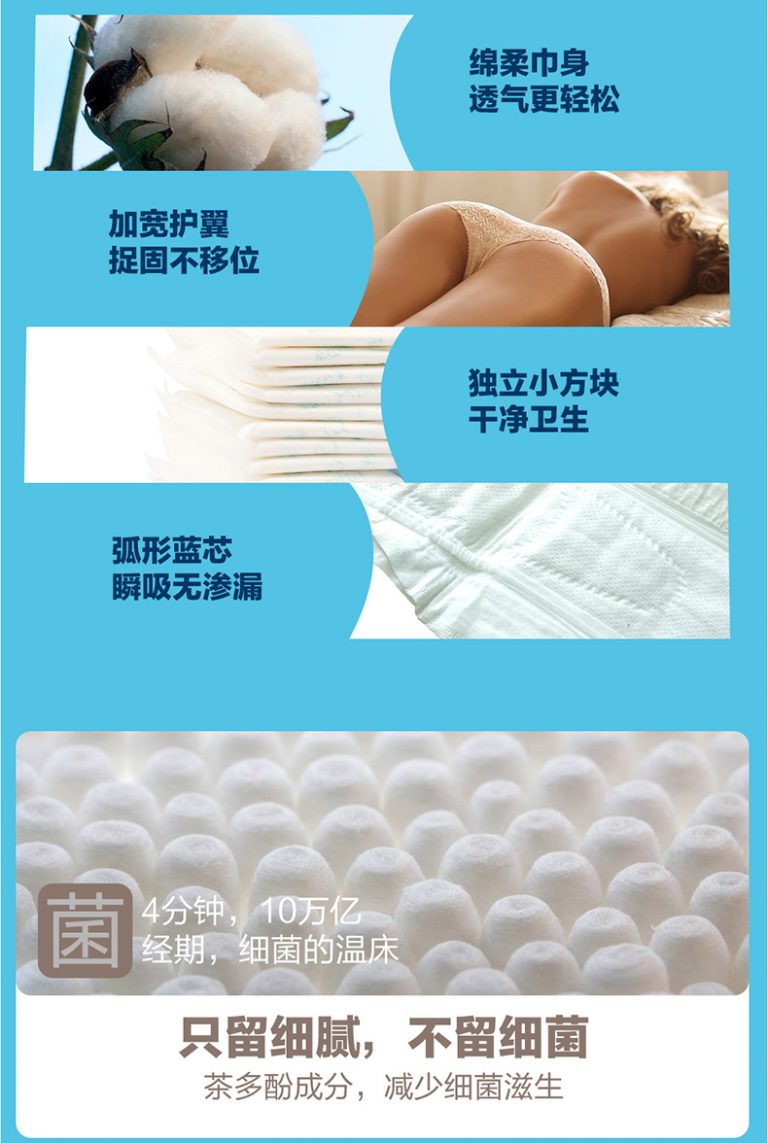 绵柔巾身
透气更轻松
加宽护翼
捉固不移位
独立小方块
干净卫生
弧形蓝芯
瞬吸无渗漏
菌
4分钟，10万亿
经期，细菌的温床
只留细腻，不留细菌
茶多酚成分，减少细菌滋生